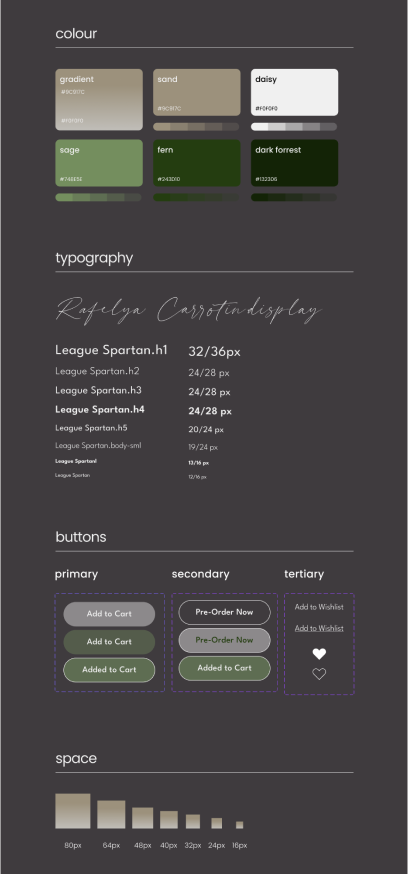 colour
gradient
#9C917C
#F0F0F0
sand
#9C917C
daisy
#F0F0F0
sage
fern
#243D10
dark forrest
typography
Rafelya Carrotindisplay
League Spartan.h1 32/36px
League Spartan.h2 24/28 px
League Spartan.h3 24/28 px
League Spartan.h4 24/28 px
League Spartan.h5 20/24 px
League Spartan.body-sml 19/24 px
13/16 px
League Spartan 12/16 px
buttons
primary
Add to Cart
Add to Cart
Added to Cart
secondary
Pre-Order Now
Pre-Order Now
Added to Cart
tertiary
Add to Wishlist
Add to Wishlist
space
80px 64px 48px 40px 32px 24px 16px